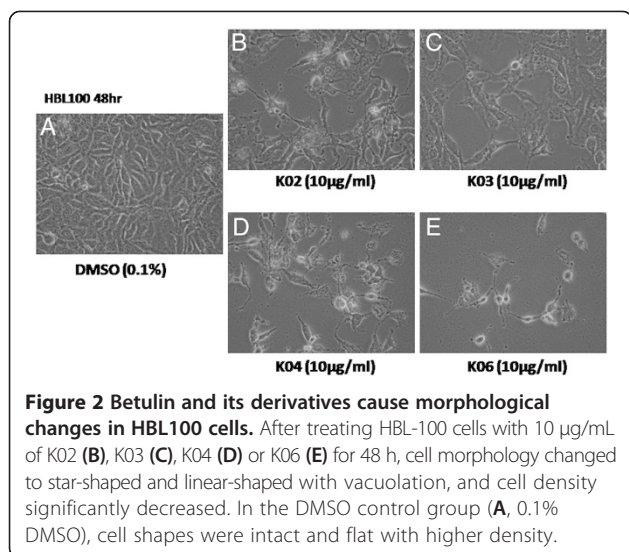 HBL100 48hr
A
DMSO (0.1%)
B
K02 (10µg/ml)
C
K03 (10µg/ml)
D
K04 (10µg/ml)
E
K06 (10µg/ml)
Figure 2 Betulin and its derivatives cause morphological
changes in HBL100 cells. After treating HBL-100 cells with 10 µg/mL
of K02 (B), K03 (C), K04 (D) or K06 (E) for 48 h, cell morphology changed
to star-shaped and linear-shaped with vacuolation, and cell density
significantly decreased. In the DMSO control group (A, 0.1%
DMSO), cell shapes were intact and flat with higher density.